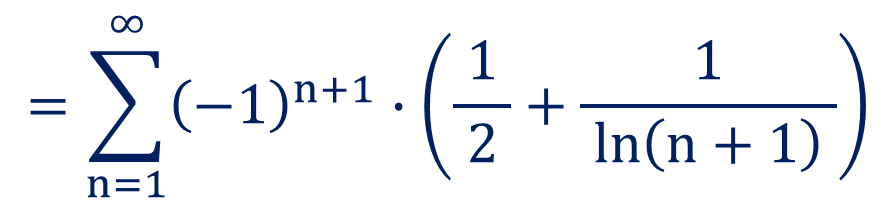 = ∑_{n=1}^{∞} (−1)^{n+1} · (1/2 + 1/ln(n + 1))